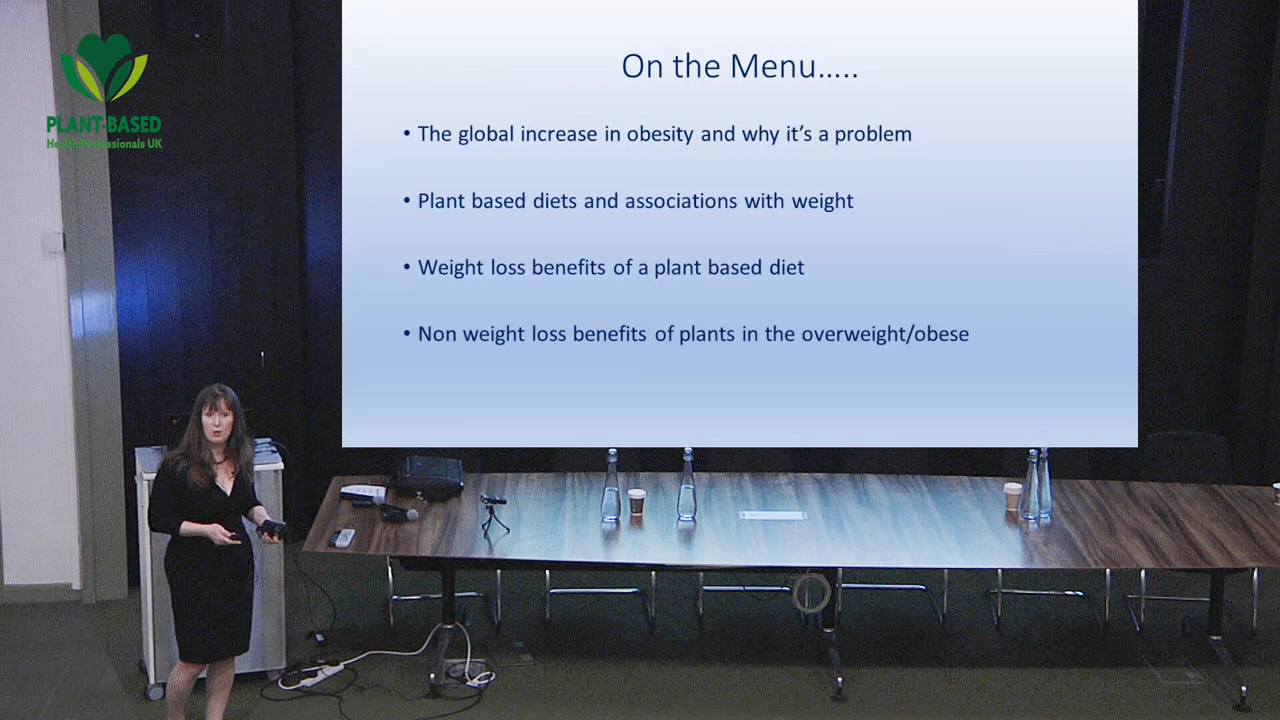 PLANT-BASED
Health Professionals UK
On the Menu.....
• The global increase in obesity and why it's a problem
• Plant based diets and associations with weight
• Weight loss benefits of a plant based diet
• Non weight loss benefits of plants in the overweight/obese